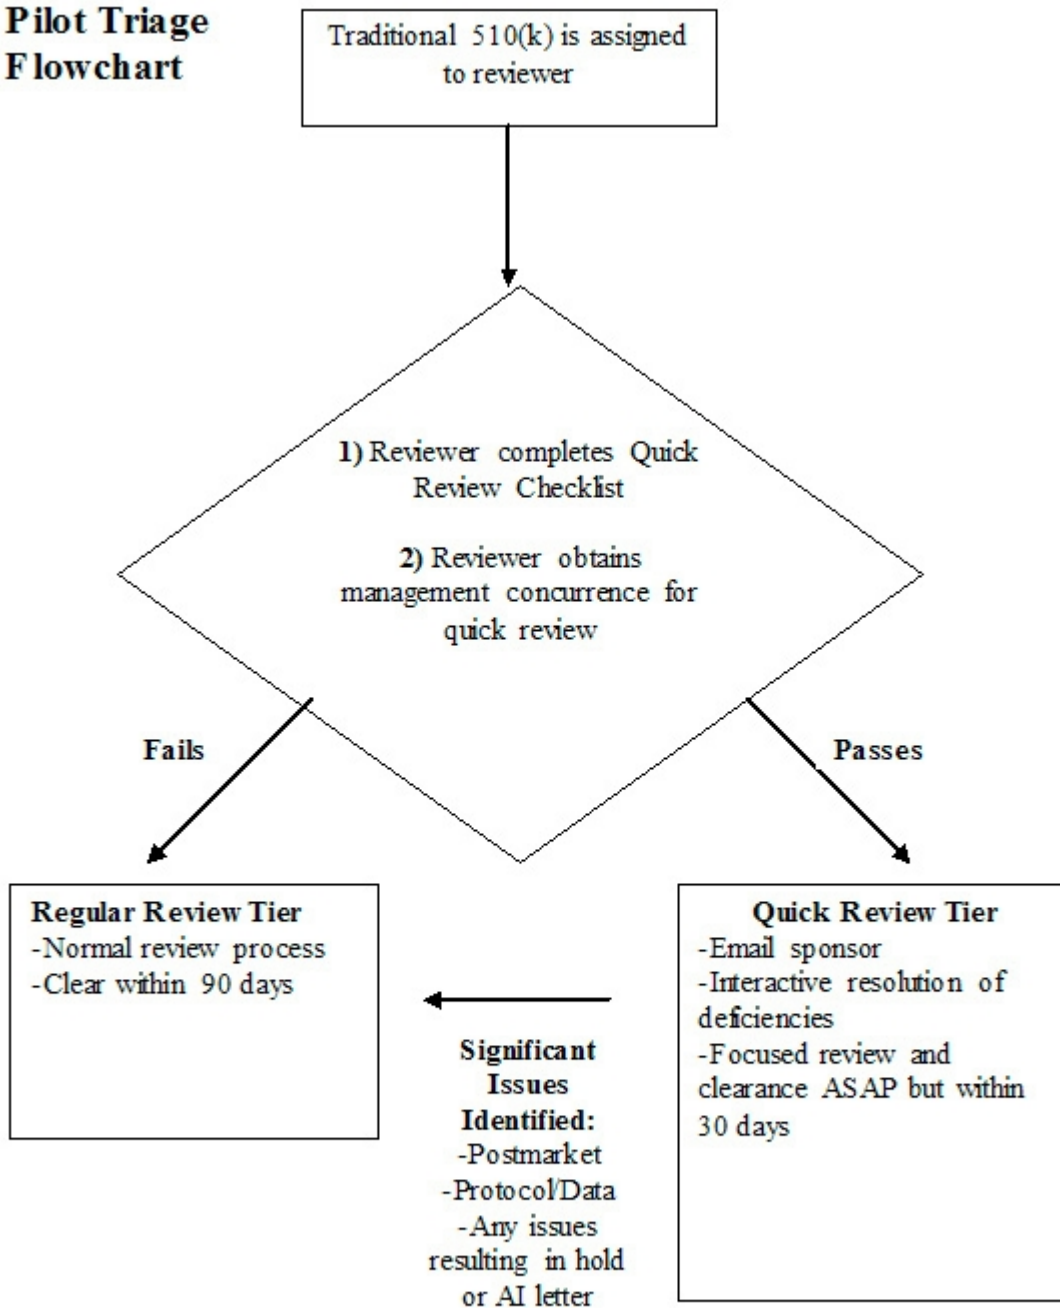 Pilot Triage
Flowchart
Traditional 510(k) is assigned
to reviewer
1) Reviewer completes Quick
Review Checklist
2) Reviewer obtains
management concurrence for
quick review
Fails
Passes
Regular Review Tier
-Normal review process
-Clear within 90 days
Significant
Issues
Identified:
-Postmarket
-Protocol/Data
-Any issues
resulting in hold
or AI letter
Quick Review Tier
-Email sponsor
-Interactive resolution of
deficiencies
-Focused review and
clearance ASAP but within
30 days